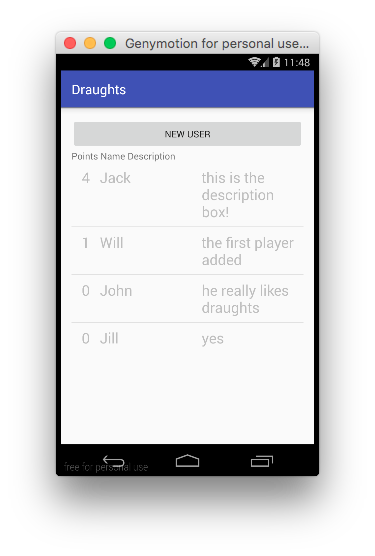 Genymotion for personal use...
11:48
Draughts
NEW USER
Points Name Description
4 Jack this is the
description
box!
1 Will the first player
added
0 John he really likes
draughts
0 Jill yes
free for personal use